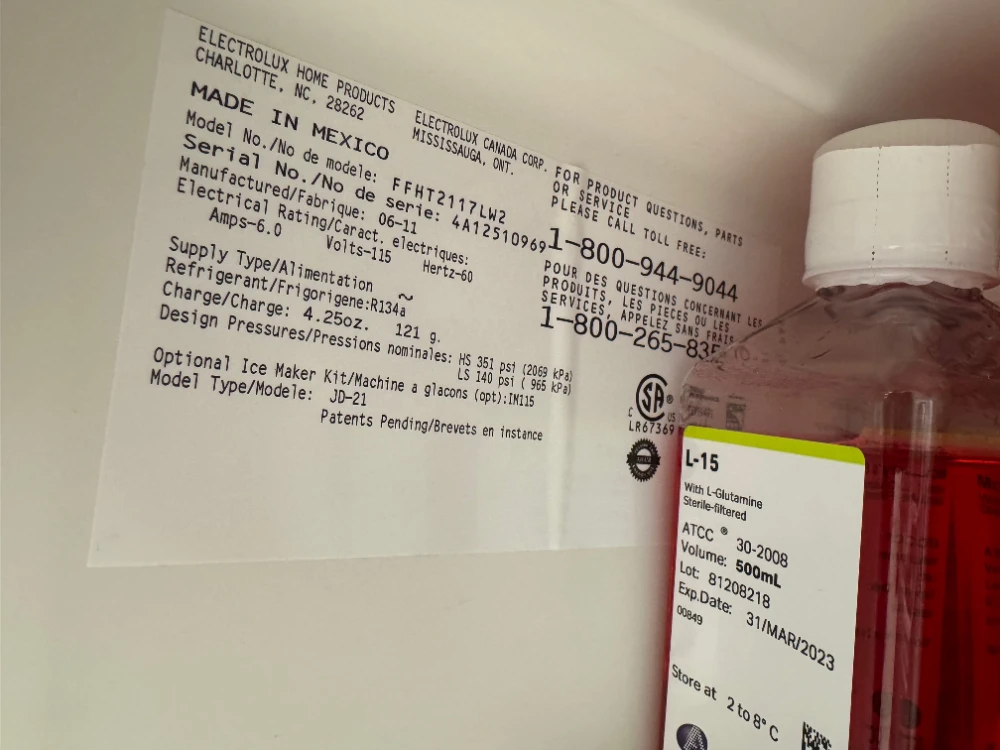 ELECTROLUX HOME PRODUCTS
CHARLOTTE, NC, 28262
ELECTROLUX CANADA CORP.
MISSISSAUGA, ONT.
MADE IN MEXICO
Model No./No de modele: FFHT2117LW2
Serial No./No de serie: 4A12510969
Manufactured/Fabrique: 06-11
Electrical Rating/Caract. electriques:
Amps-6.0 Volts-115 Hertz-60
Supply Type/Alimentation ~
Refrigerant/Frigorigene:R134a
Charge/Charge: 4.25oz. 121 g.
Design Pressures/Pressions nominales: HS 351 psi (2069 kPa)
LS 140 psi ( 965 kPa)
Optional Ice Maker Kit/Machine a glacons (opt):IM115
Model Type/Modele: JD-21
Patents Pending/Brevets en instance
FOR PRODUCT QUESTIONS, PARTS
OR SERVICE
PLEASE CALL TOLL FREE:
1-800-944-9044
POUR DES QUESTIONS CONCERNANT LES
PRODUITS, LES PIECES OU LES
SERVICES, APPELEZ SANS FRAIS
1-800-265-835
SA®
C US
LR67369
L-15
With L-Glutamine
Sterile-filtered
ATCC ® 30-2008
Volume: 500mL
Lot: 81208218
Exp.Date: 31/MAR/2023
00849
Store at 2 to 8° C